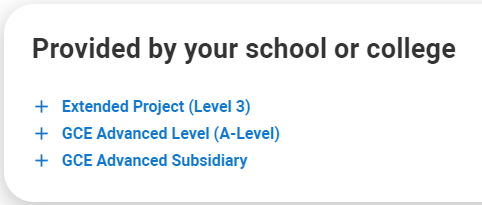 Provided by your school or college
+ Extended Project (Level 3)
+ GCE Advanced Level (A-Level)
+ GCE Advanced Subsidiary